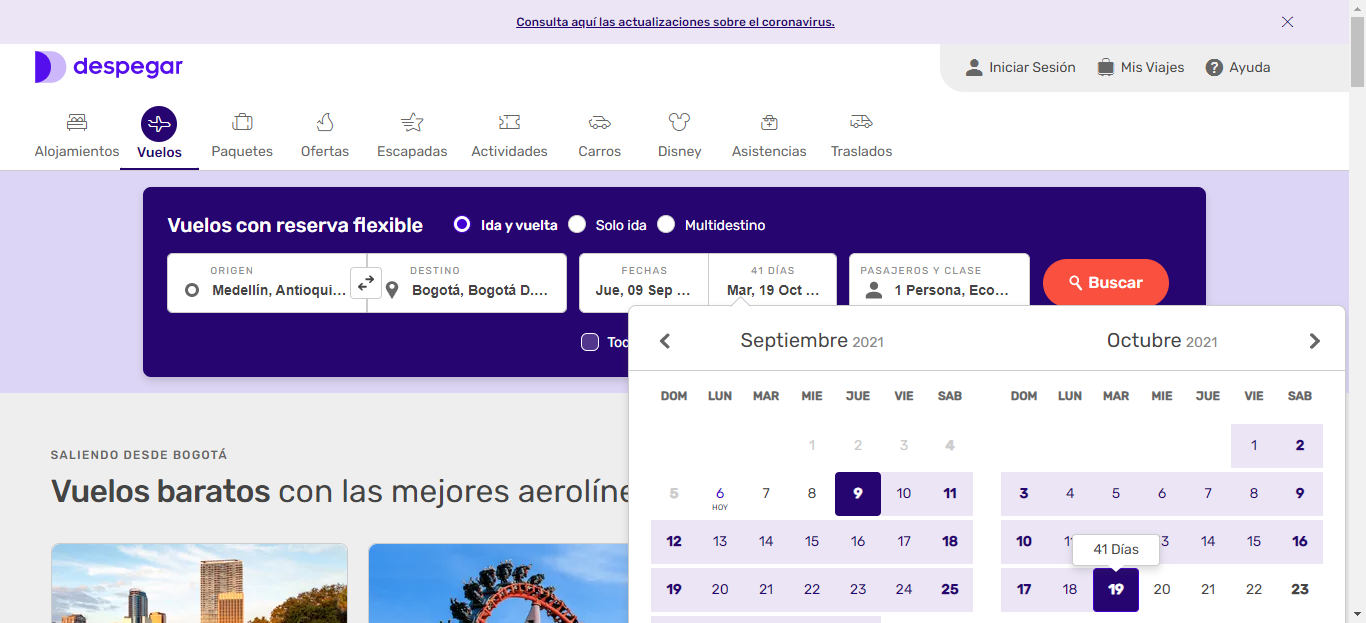 Consulta aquí las actualizaciones sobre el coronavirus.
despegar
Iniciar Sesión Mis Viajes ? Ayuda
Alojamientos Vuelos Paquetes Ofertas Escapadas Actividades Carros Disney Asistencias Traslados
Vuelos con reserva flexible Ida y vuelta Solo ida Multidestino
ORIGEN DESTINO FECHAS 41 DÍAS PASAJEROS Y CLASE
Medellín, Antioqui... Bogotá, Bogotá D.... Jue, 09 Sep ... Mar, 19 Oct ... 1 Persona, Eco... Buscar
Septiembre 2021 Octubre 2021
DOM LUN MAR MIE JUE VIE SAB DOM LUN MAR MIE JUE VIE SAB
1 2 3 4 1 2
5 6 7 8 9 10 11 3 4 5 6 7 8 9
HOY
12 13 14 15 16 17 18 10 14 15 16
41 Días
19 20 21 22 23 24 25 17 18 19 20 21 22 23
SALIENDO DESDE BOGOTÁ
Vuelos baratos con las mejores